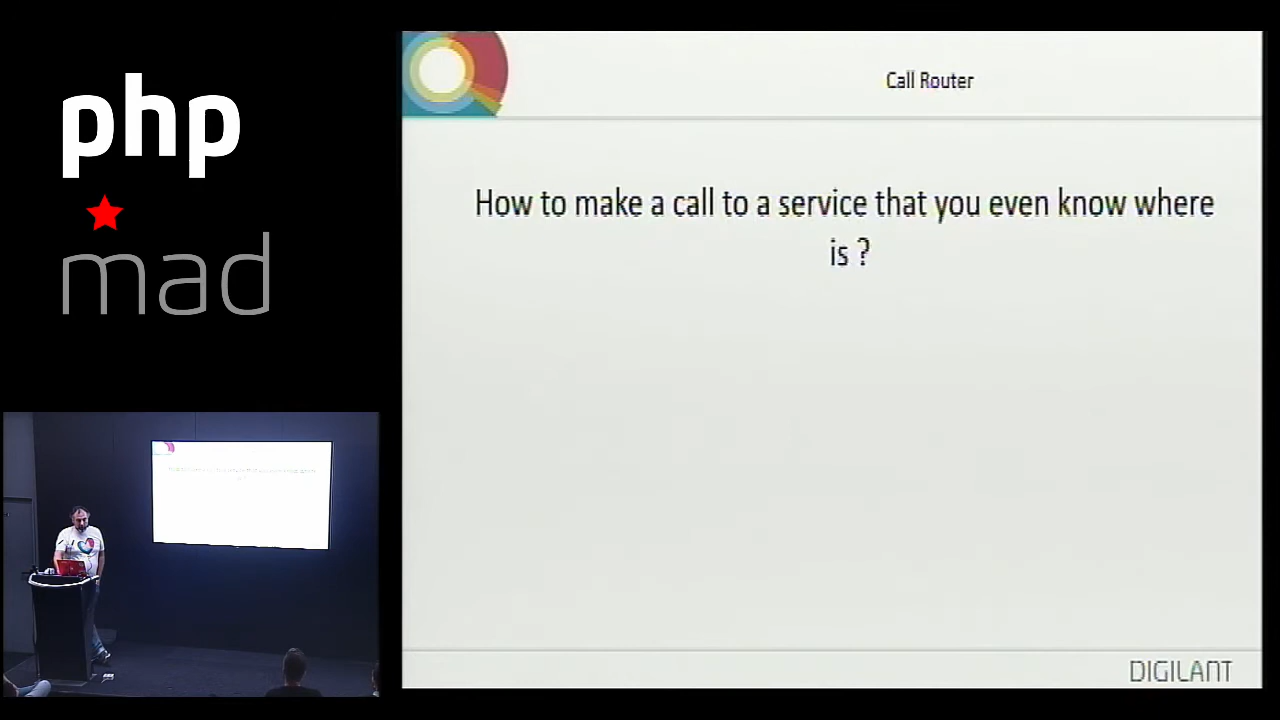 php
mad
Call Router
How to make a call to a service that you even know where
is ?
DIGILANT